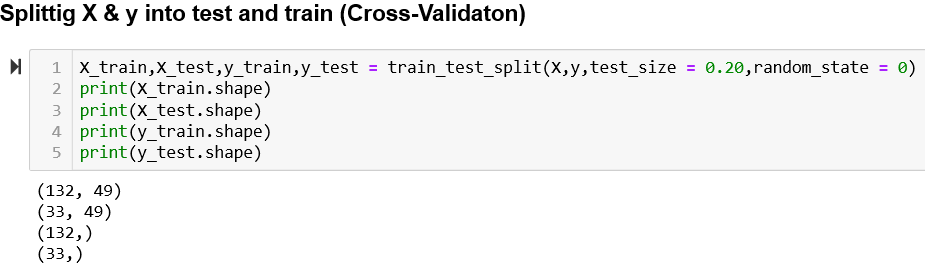 Splittig X & y into test and train (Cross-Validaton)
1 X_train,X_test,y_train,y_test = train_test_split(X,y,test_size = 0.20,random_state = 0)
2 print(X_train.shape)
3 print(X_test.shape)
4 print(y_train.shape)
5 print(y_test.shape)
(132, 49)
(33, 49)
(132,)
(33,)